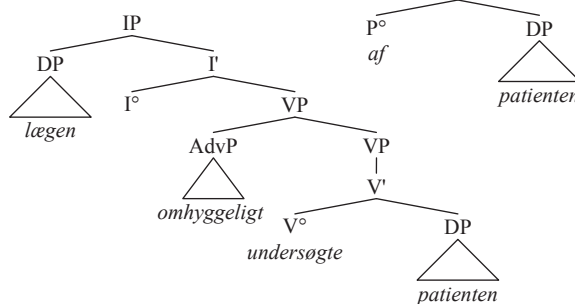 IP
P° DP
af
DP I'
patienten
I° VP
lægen
AdvP VP
V'
omhyggeligt
V° DP
undersøgte
patienten